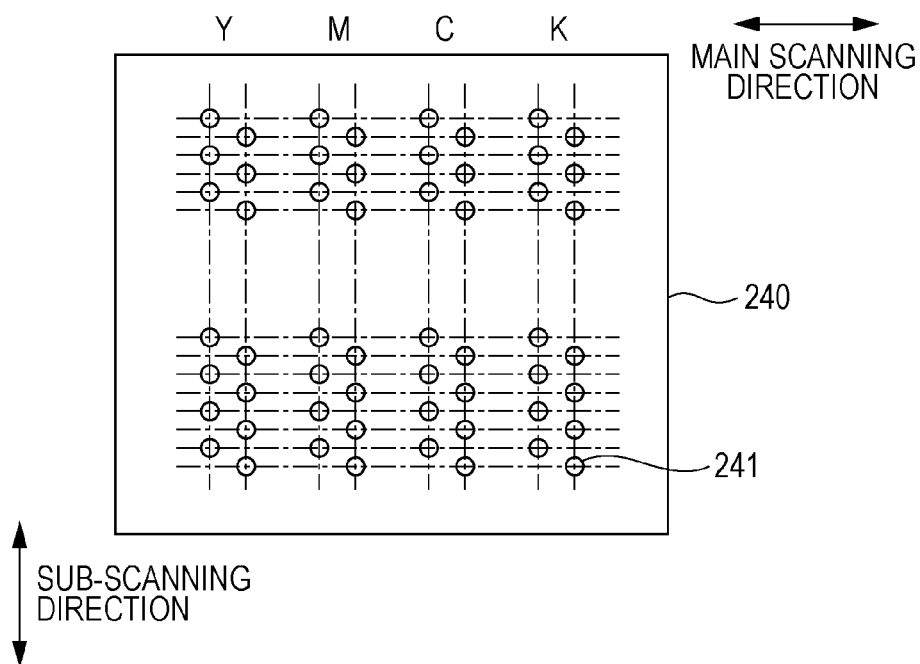 Y M C K
MAIN SCANNING
DIRECTION
240
241
SUB-SCANNING
DIRECTION